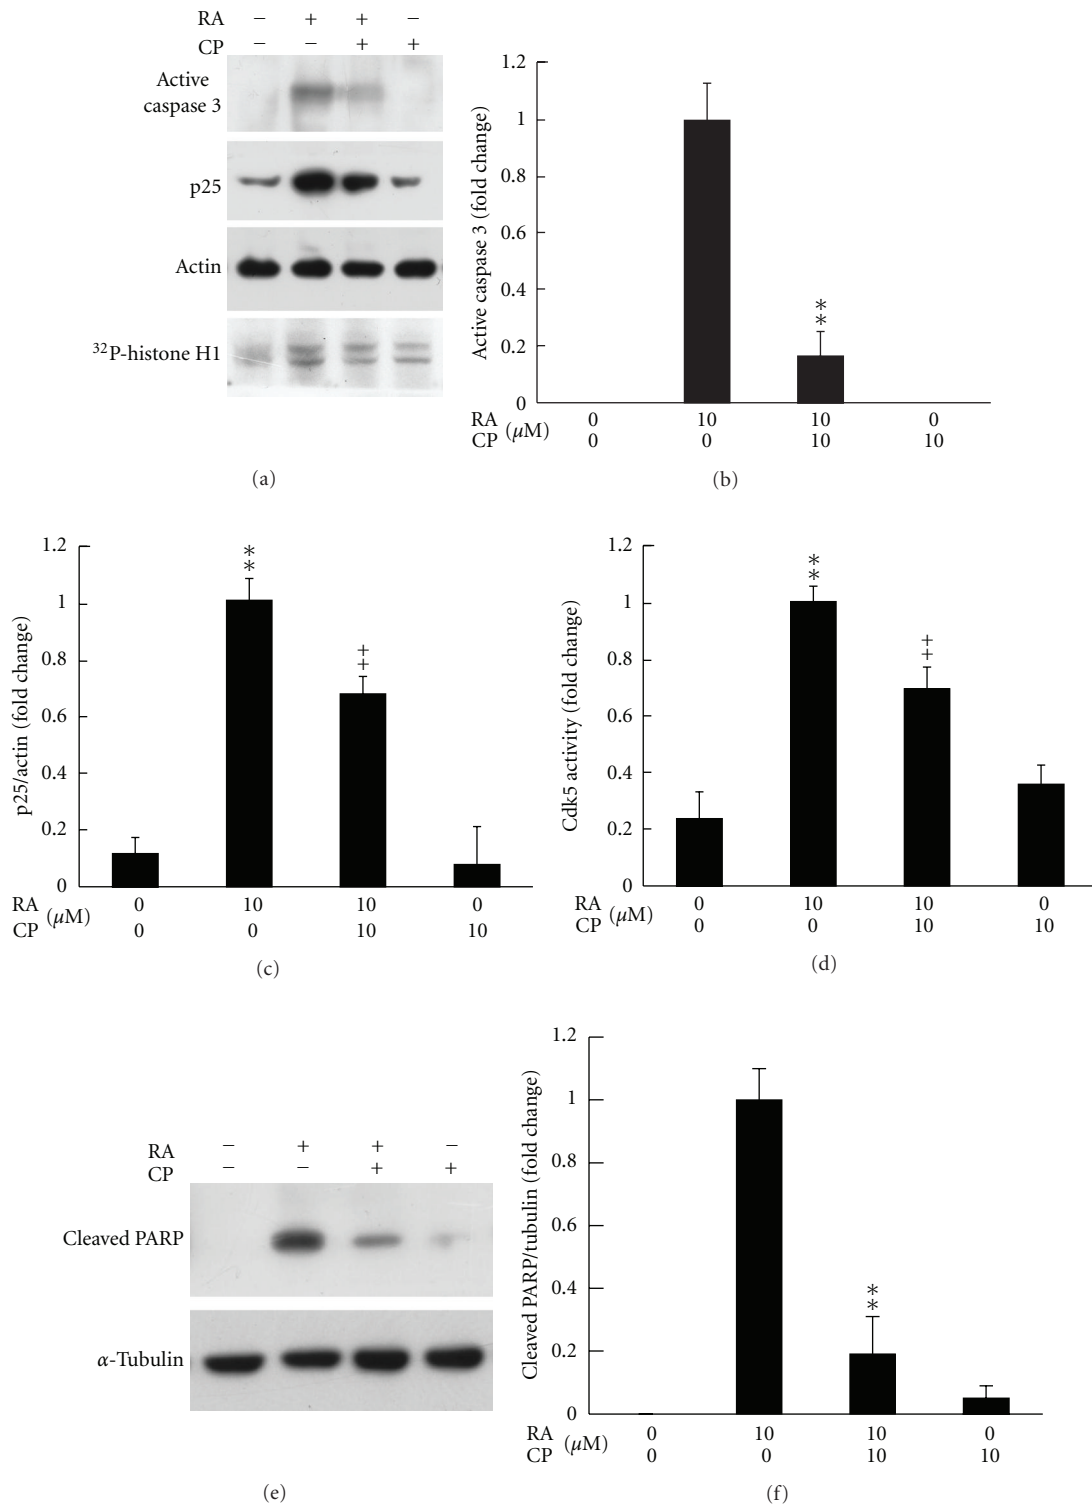 RA − + + −
CP − − + +
Active
caspase 3
p25
Actin
³²P-histone H1
(a)
1.2
1
0.8
0.6
0.4
0.2
0
Active caspase 3 (fold change)
**
RA 0 10 10 0
(μM)
CP 0 0 10 10
(b)
1.2
1
0.8
0.6
0.4
0.2
0
p25/actin (fold change)
**
++
RA 0 10 10 0
(μM)
CP 0 0 10 10
(c)
1.2
1
0.8
0.6
0.4
0.2
0
Cdk5 activity (fold change)
**
++
RA 0 10 10 0
(μM)
CP 0 0 10 10
(d)
RA − + + −
CP − − + +
Cleaved PARP
α-Tubulin
(e)
1.2
1
0.8
0.6
0.4
0.2
0
Cleaved PARP/tubulin (fold change)
**
RA 0 10 10 0
(μM)
CP 0 0 10 10
(f)